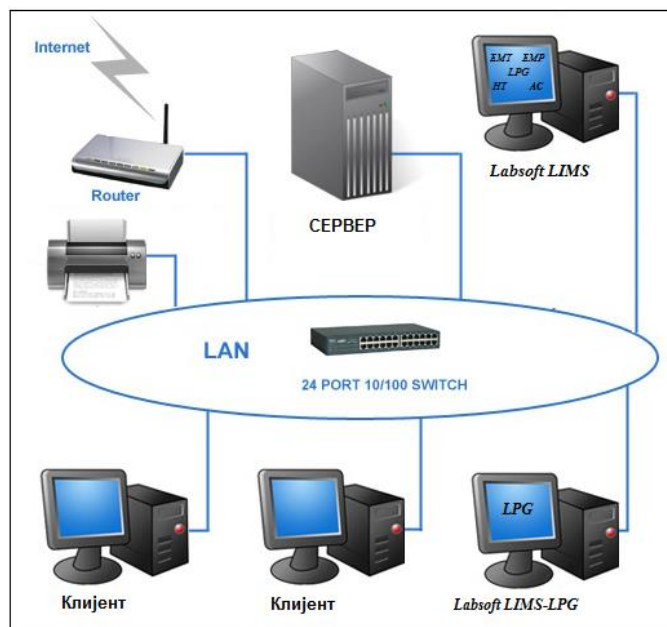 Internet
Router
СЕРВЕР
EMT EMP
LPG
HT AC
Labsoft LIMS
LAN
24 PORT 10/100 SWITCH
Клијент
Клијент
LPG
Labsoft LIMS-LPG